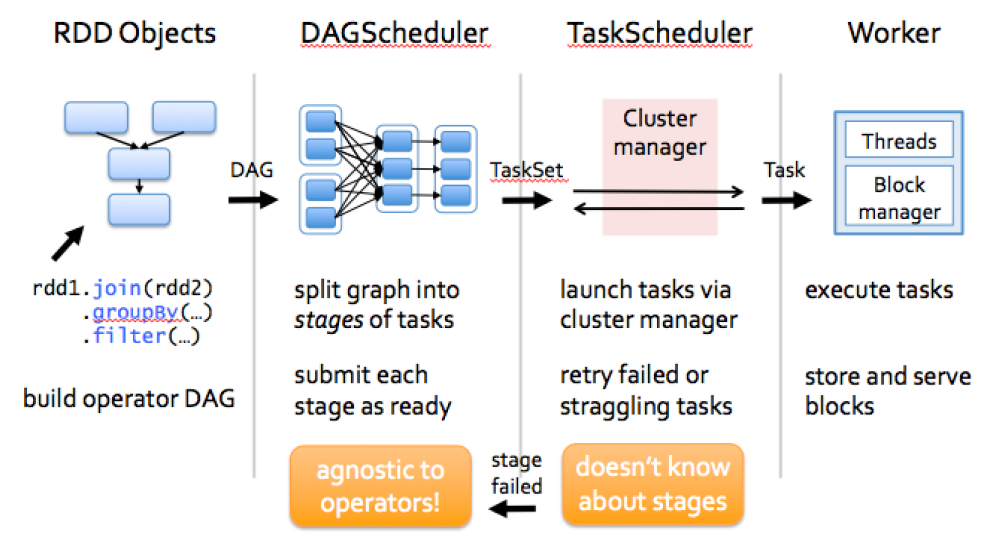 RDD Objects
DAGScheduler
TaskScheduler
Worker
DAG
TaskSet
Cluster
manager
Task
Threads
Block
manager
rdd1.join(rdd2)
.groupBy(…)
.filter(…)
build operator DAG
split graph into
stages of tasks
submit each
stage as ready
agnostic to
operators!
launch tasks via
cluster manager
retry failed or
straggling tasks
stage
failed
doesn't know
about stages
execute tasks
store and serve
blocks